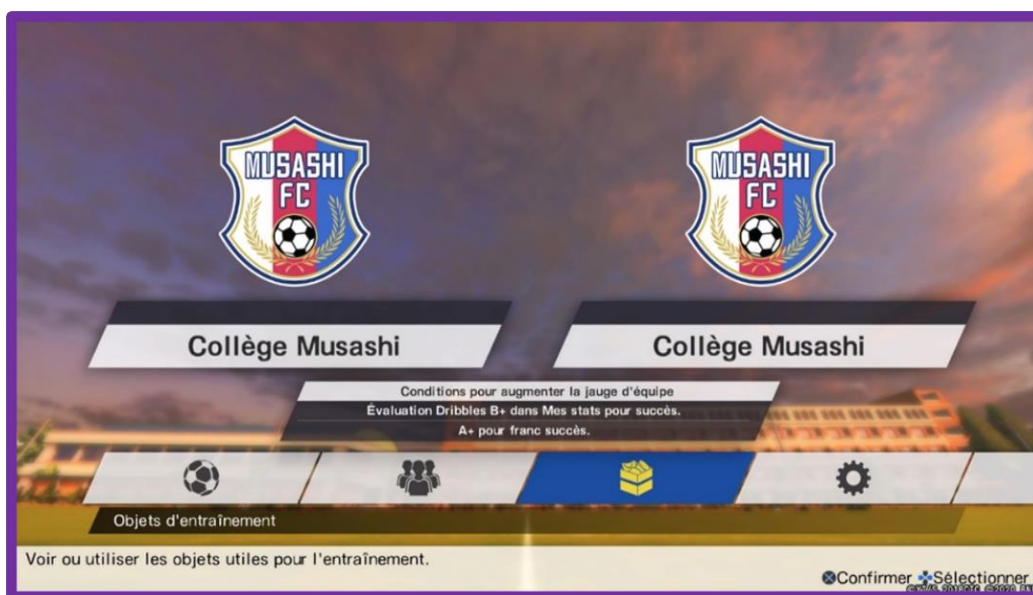 MUSASHI
FC
MUSASHI
FC
Collège Musashi
Collège Musashi
Conditions pour augmenter la jauge d'équipe
Évaluation Dribbles B+ dans Mes stats pour succès.
A+ pour franc succès.
Objets d'entraînement
Voir ou utiliser les objets utiles pour l'entraînement.
Confirmer Sélectionner